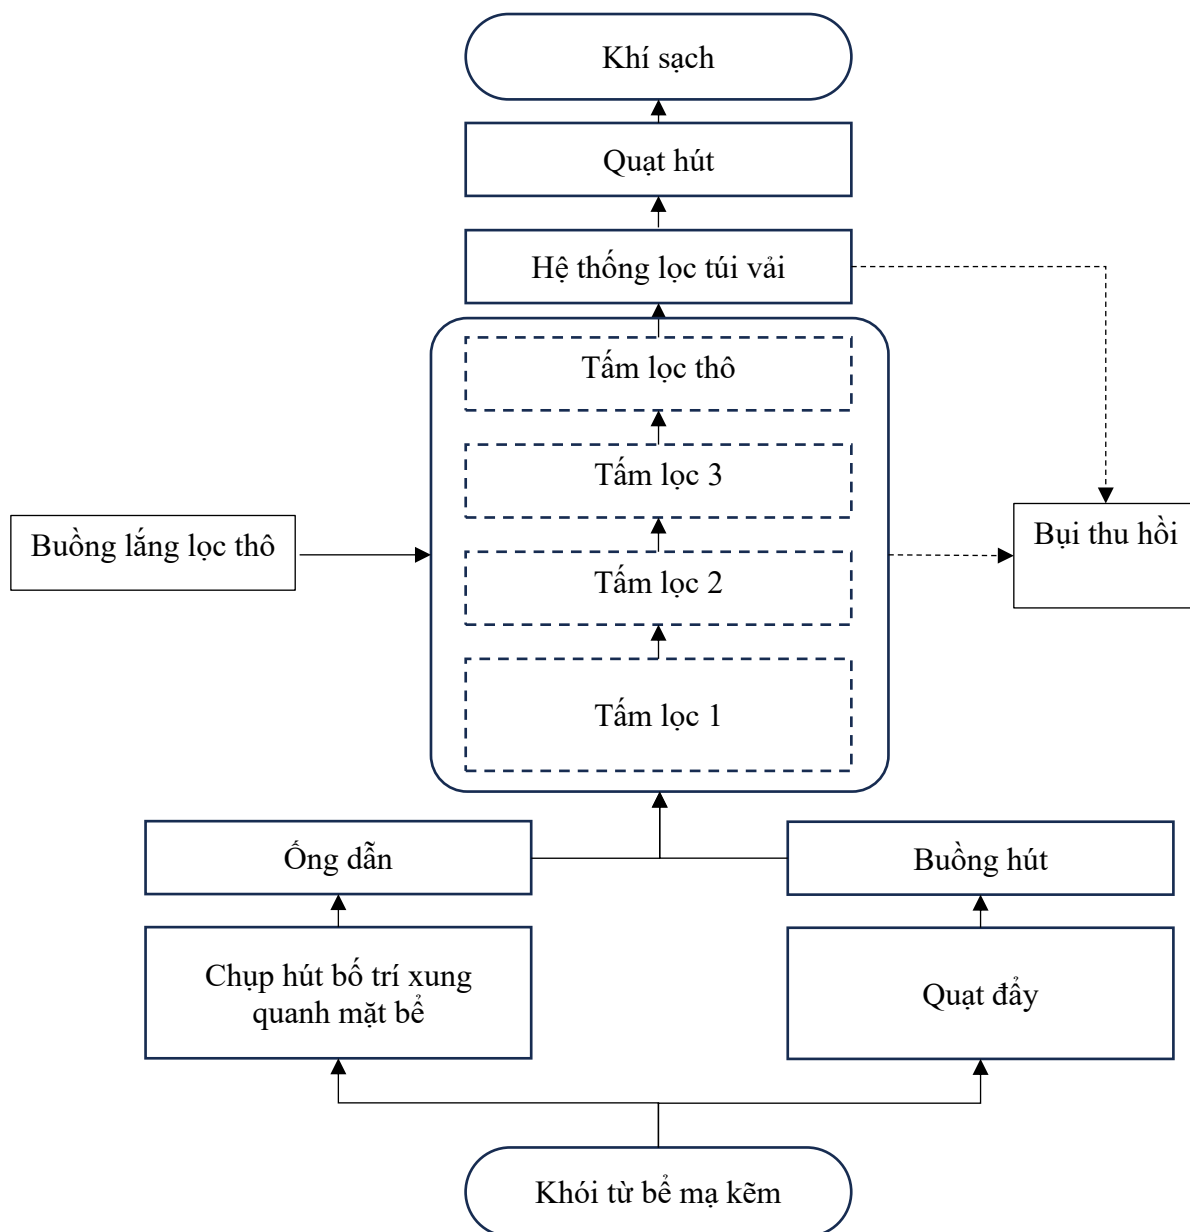 Khí sạch
Quạt hút
Hệ thống lọc túi vải
Tấm lọc thô
Tấm lọc 3
Buồng lắng lọc thô
Bụi thu hồi
Tấm lọc 2
Tấm lọc 1
Ống dẫn
Buồng hút
Chụp hút bố trí xung
quanh mặt bể
Quạt đẩy
Khói từ bể mạ kẽm